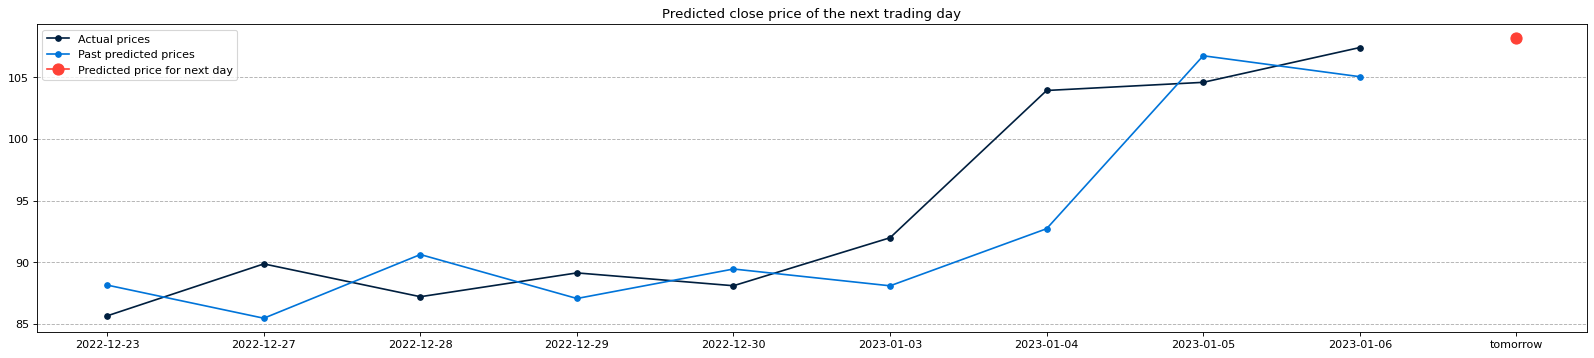 Predicted close price of the next trading day
Actual prices
Past predicted prices
Predicted price for next day
105
100
95
90
85
2022-12-23 2022-12-27 2022-12-28 2022-12-29 2022-12-30 2023-01-03 2023-01-04 2023-01-05 2023-01-06 tomorrow